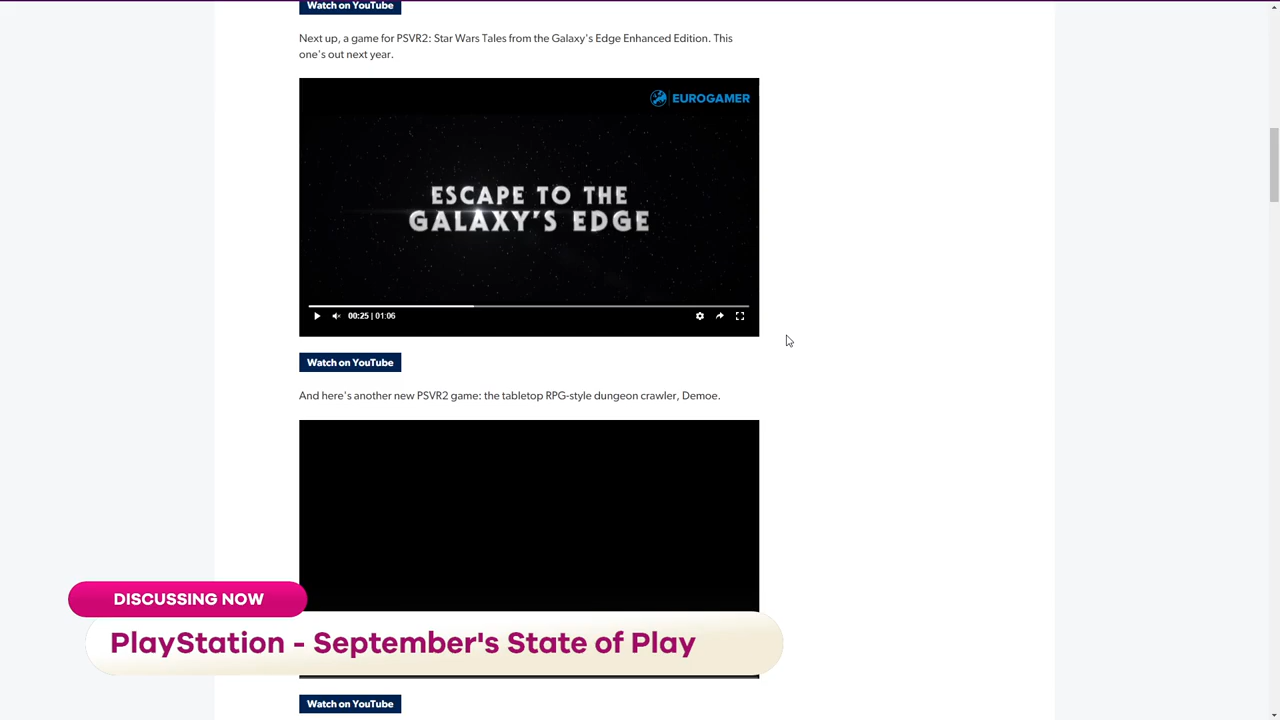 Watch on YouTube
Next up, a game for PSVR2: Star Wars Tales from the Galaxy's Edge Enhanced Edition. This
one's out next year.
EUROGAMER
ESCAPE TO THE
GALAXY'S EDGE
00:25 | 01:06
Watch on YouTube
And here's another new PSVR2 game: the tabletop RPG-style dungeon crawler, Demoe.
DISCUSSING NOW
PlayStation - September's State of Play
Watch on YouTube